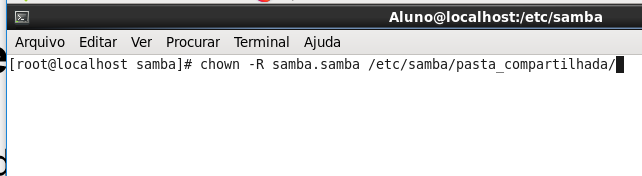 Aluno@localhost:/etc/samba
Arquivo Editar Ver Procurar Terminal Ajuda
[root@localhost samba]# chown -R samba.samba /etc/samba/pasta_compartilhada/